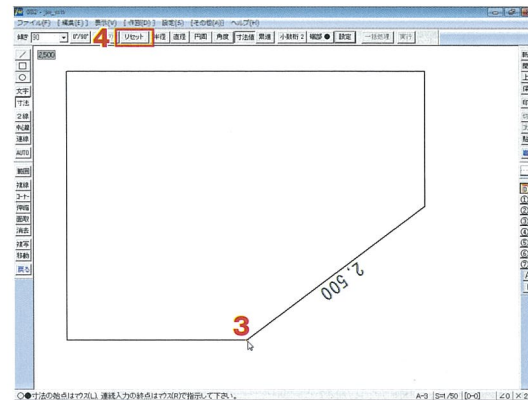 ファイル(F) [編集(E)] 表示(V) [作図(D)] 設定(S) [その他(A)] ヘルプ(H)
傾き 0°/90° リセット 半径 直径 円周 角度 寸法値 累進 小数桁 2 端部● 設定 一括処理 実行
4
2,500
□
○
文字
寸法
2線
中心線
連線
AUTO
範囲
複線
コーナー
伸縮
面取
消去
複写
移動
戻る
2,500
3
○●寸法の始点はマウス(L)、連続入力の終点はマウス(R)で指示して下さい。 A-3 S=1/50 [0-0] ∠0